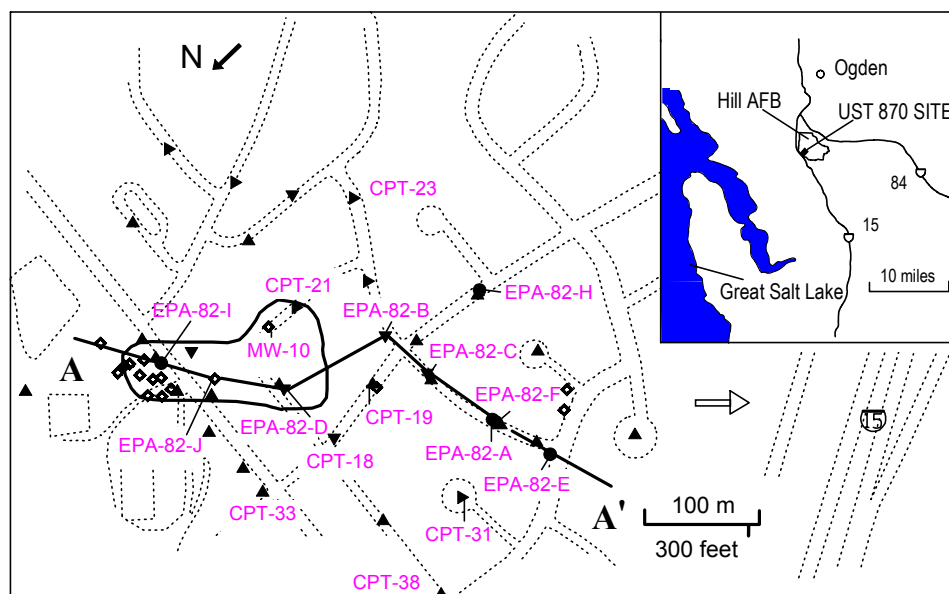 N
CPT-23
CPT-21
EPA-82-B
EPA-82-I
EPA-82-H
MW-10
EPA-82-C
A
EPA-82-F
CPT-19
EPA-82-J
EPA-82-D
EPA-82-A
CPT-18
EPA-82-E
CPT-33
CPT-31
A'
CPT-38
100 m
300 feet
15
Ogden
Hill AFB
UST 870 SITE
84
15
10 miles
Great Salt Lake